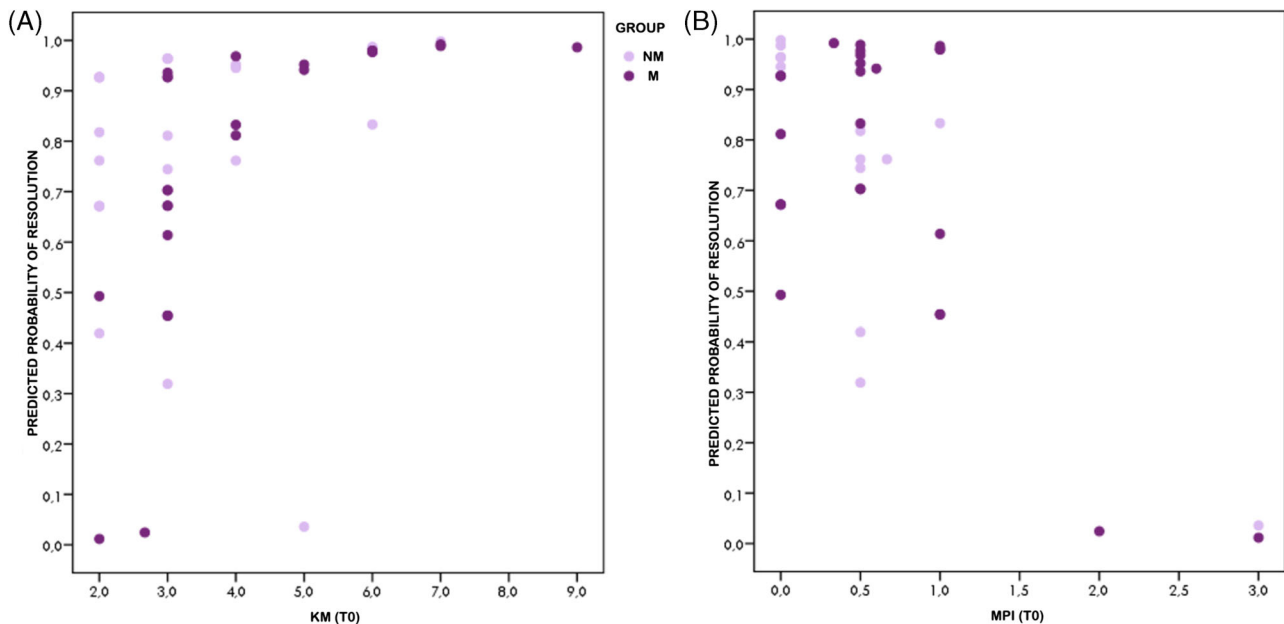 (A)
PREDICTED PROBABILITY OF RESOLUTION
1,0
0,9
0,8
0,7
0,6
0,5
0,4
0,3
0,2
0,1
0,0
2,0 3,0 4,0 5,0 6,0 7,0 8,0 9,0
KM (T0)
GROUP
NM
M
(B)
PREDICTED PROBABILITY OF RESOLUTION
1,0
0,9
0,8
0,7
0,6
0,5
0,4
0,3
0,2
0,1
0,0
0,0 0,5 1,0 1,5 2,0 2,5 3,0
MPI (T0)